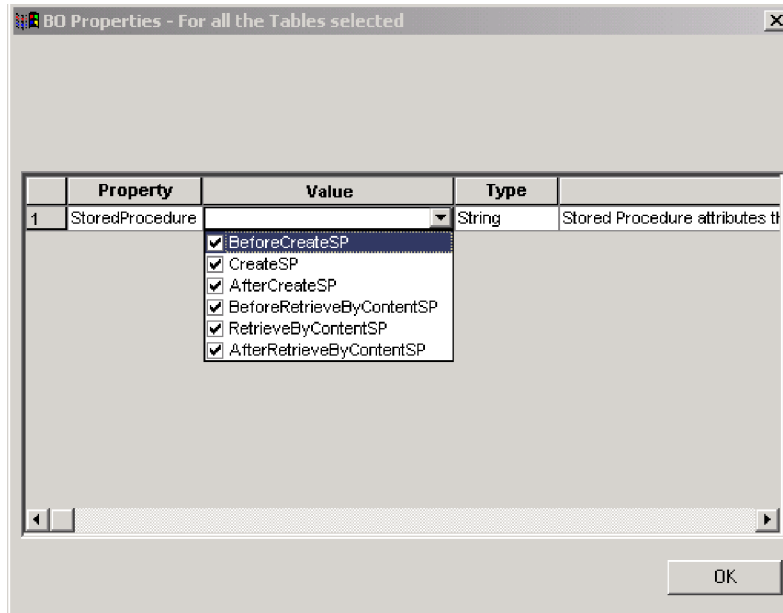 BO Properties - For all the Tables selected
Property Value Type
1 StoredProcedure String Stored Procedure attributes th
BeforeCreateSP
CreateSP
AfterCreateSP
BeforeRetrieveByContentSP
RetrieveByContentSP
AfterRetrieveByContentSP
OK